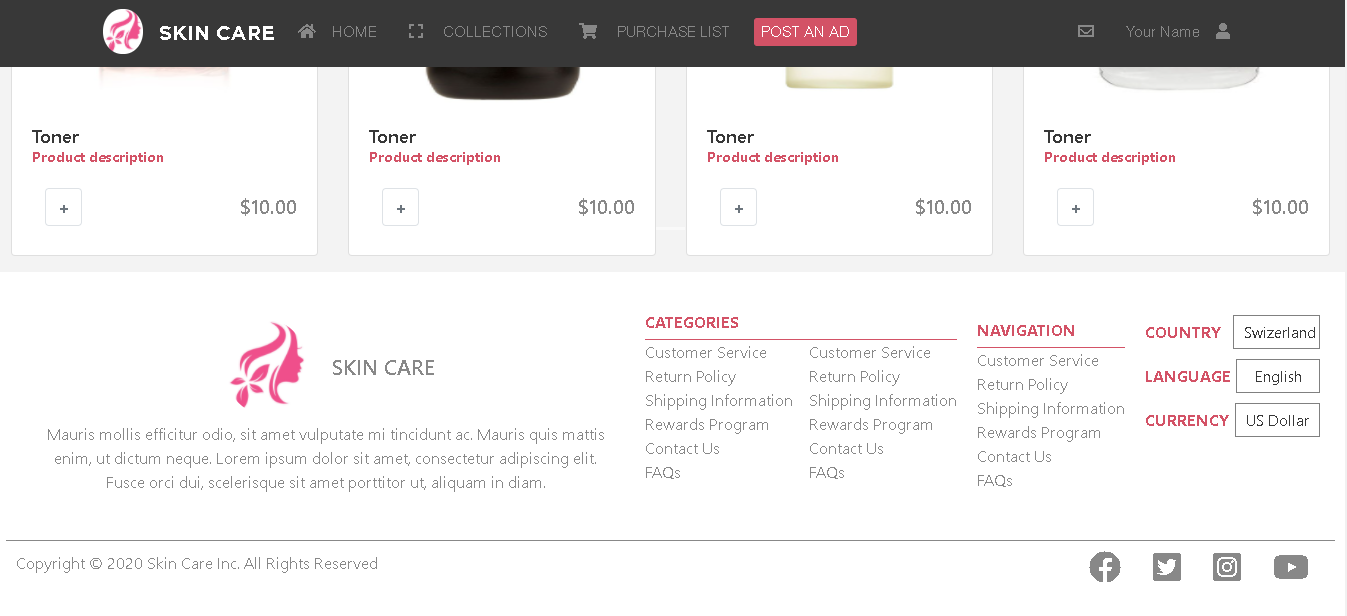 SKIN CARE HOME COLLECTIONS PURCHASE LIST POST AN AD Your Name
Toner Toner Toner Toner
Product description Product description Product description Product description
+ $10.00 + $10.00 + $10.00 + $10.00
SKIN CARE
Mauris mollis efficitur odio, sit amet vulputate mi tincidunt ac. Mauris quis mattis
enim, ut dictum neque. Lorem ipsum dolor sit amet, consectetur adipiscing elit.
Fusce orci dui, scelerisque sit amet porttitor ut, aliquam in diam.
CATEGORIES
Customer Service Customer Service
Return Policy Return Policy
Shipping Information Shipping Information
Rewards Program Rewards Program
Contact Us Contact Us
FAQs FAQs
NAVIGATION
Customer Service
Return Policy
Shipping Information
Rewards Program
Contact Us
FAQs
COUNTRY Swizerland
LANGUAGE English
CURRENCY US Dollar
Copyright © 2020 Skin Care Inc. All Rights Reserved